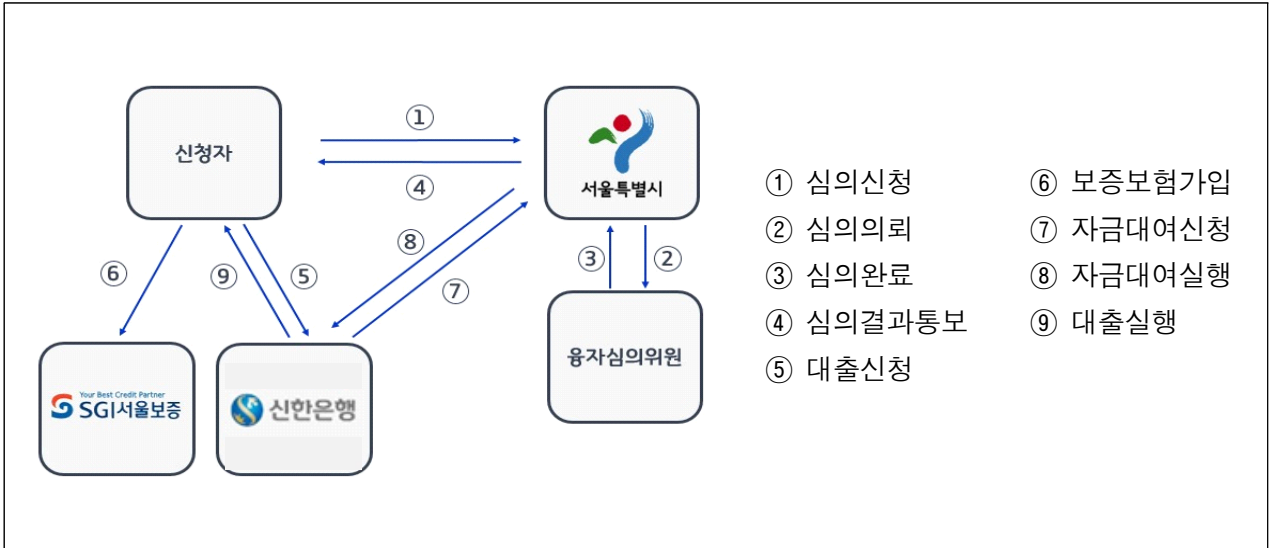 신청자
①
④
서울특별시
⑧
⑦
⑥
⑨
⑤
③
②
Your Best Credit Partner
SGI서울보증
신한은행
융자심의위원
① 심의신청
② 심의의뢰
③ 심의완료
④ 심의결과통보
⑤ 대출신청
⑥ 보증보험가입
⑦ 자금대여신청
⑧ 자금대여실행
⑨ 대출실행